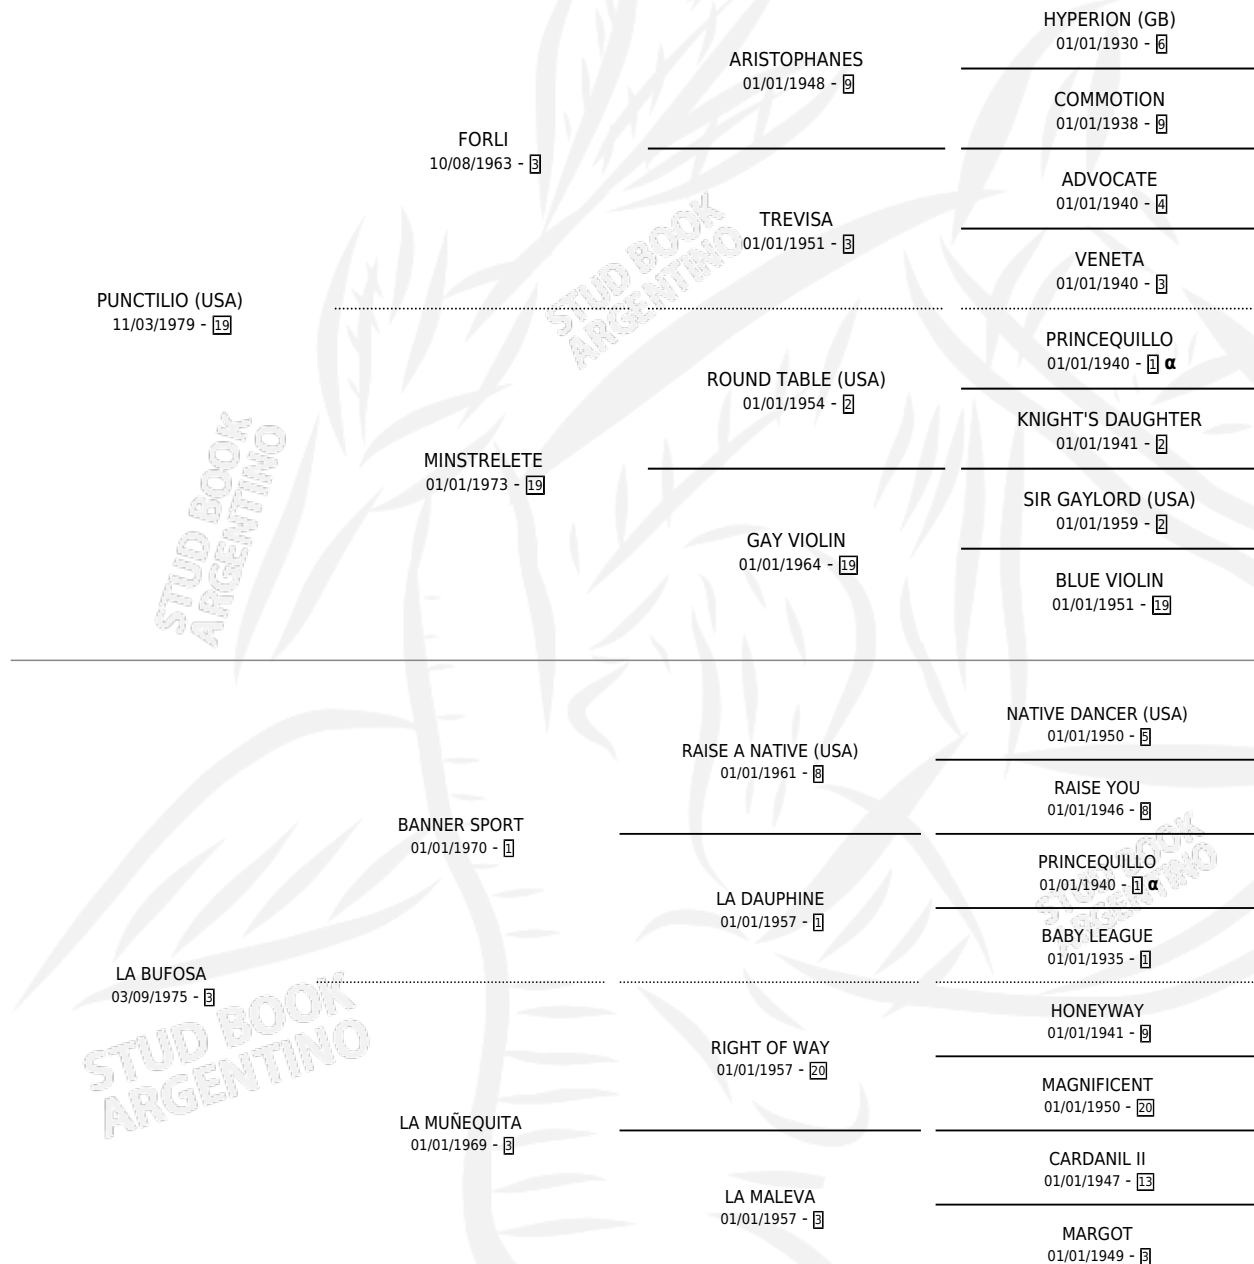 HYPERION (GB)
01/01/1930 - 6
ARISTOPHANES
01/01/1948 - 9
COMMOTION
01/01/1938 - 9
FORLI
10/08/1963 - 3
ADVOCATE
01/01/1940 - 4
TREVISA
01/01/1951 - 3
VENETA
01/01/1940 - 3
PUNCTILIO (USA)
11/03/1979 - 19
PRINCEQUILLO
01/01/1940 - 1 α
ROUND TABLE (USA)
01/01/1954 - 2
KNIGHT'S DAUGHTER
01/01/1941 - 2
MINSTRELETE
01/01/1973 - 19
SIR GAYLORD (USA)
01/01/1959 - 2
GAY VIOLIN
01/01/1964 - 19
BLUE VIOLIN
01/01/1951 - 19
NATIVE DANCER (USA)
01/01/1950 - 5
RAISE A NATIVE (USA)
01/01/1961 - 8
RAISE YOU
01/01/1946 - 8
BANNER SPORT
01/01/1970 - 1
PRINCEQUILLO
01/01/1940 - 1 α
LA DAUPHINE
01/01/1957 - 1
BABY LEAGUE
01/01/1935 - 1
LA BUFOSA
03/09/1975 - 3
HONEYWAY
01/01/1941 - 9
RIGHT OF WAY
01/01/1957 - 20
MAGNIFICENT
01/01/1950 - 20
LA MUÑEQUITA
01/01/1969 - 3
CARDANIL II
01/01/1947 - 13
LA MALEVA
01/01/1957 - 3
MARGOT
01/01/1949 - 3
STUD BOOK
ARGENTINO
STUD BOOK
ARGENTINO
STUD BOOK
ARGENTINO
STUD BOOK
ARGENTINO